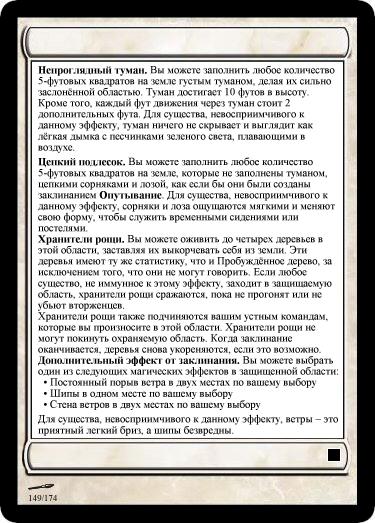 Непроглядный туман. Вы можете заполнить любое количество
5-футовых квадратов на земле густым туманом, делая их сильно
заслонённой областью. Туман достигает 10 футов в высоту.
Кроме того, каждый фут движения через туман стоит 2
дополнительных фута. Для существа, невосприимчивого к
данному эффекту, туман ничего не скрывает и выглядит как
лёгкая дымка с песчинками зеленого света, плавающими в
воздухе.
Цепкий подлесок. Вы можете заполнить любое количество
5-футовых квадратов на земле, которые не заполнены туманом,
цепкими сорняками и лозой, как если бы они были созданы
заклинанием Опутывание. Для существа, невосприимчивого к
данному эффекту, сорняки и лоза ощущаются мягкими и меняют
свою форму, чтобы служить временными сидениями или
постелями.
Хранители рощи. Вы можете оживить до четырех деревьев в
этой области, заставляя их выкорчевать себя из земли. Эти
деревья имеют ту же статистику, что и Пробуждённое дерево, за
исключением того, что они не могут говорить. Если любое
существо, не иммунное к этому эффекту, заходит в защищаемую
область, хранители рощи сражаются, пока не прогонят или не
убьют вторженцев.
Хранители рощи также подчиняются вашим устным командам,
которые вы произносите в этой области. Хранители рощи не
могут покинуть охраняемую область. Когда заклинание
оканчивается, деревья снова укореняются, если это возможно.
Дополнительный эффект от заклинания. Вы можете выбрать
один из следующих магических эффектов в защищенной области:
• Постоянный порыв ветра в двух местах по вашему выбору
• Шипы в одном месте по вашему выбору
• Стена ветров в двух местах по вашему выбору
Для существа, невосприимчивого к данному эффекту, ветры – это
приятный легкий бриз, а шипы безвредны.
149/174